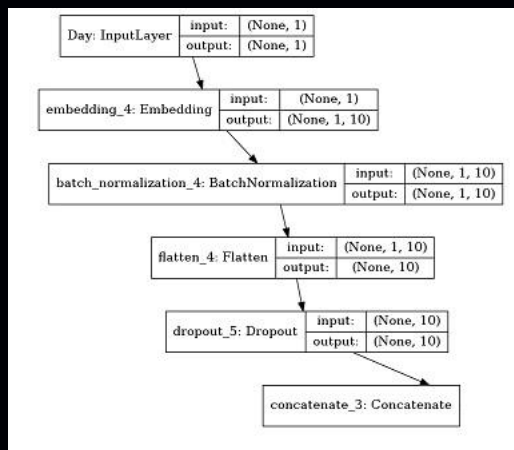 Day: InputLayer
input: (None, 1)
output: (None, 1)
embedding_4: Embedding
input: (None, 1)
output: (None, 1, 10)
batch_normalization_4: BatchNormalization
input: (None, 1, 10)
output: (None, 1, 10)
flatten_4: Flatten
input: (None, 1, 10)
output: (None, 10)
dropout_5: Dropout
input: (None, 10)
output: (None, 10)
concatenate_3: Concatenate